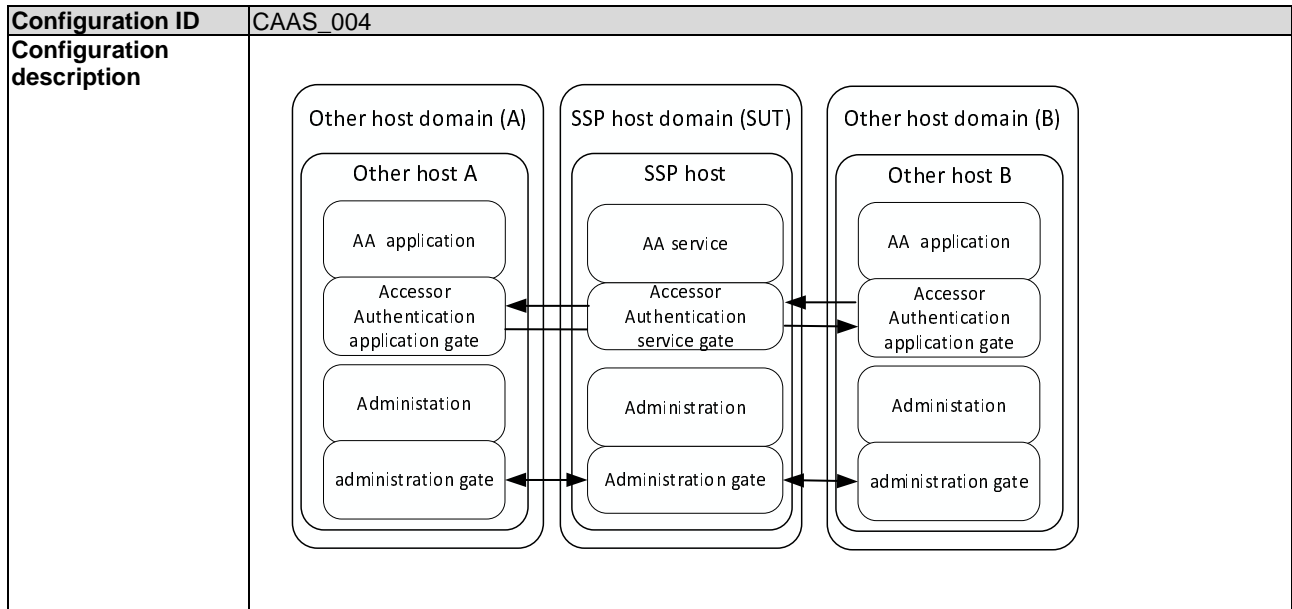 Configuration ID CAAS_004
Configuration
description
Other host domain (A)
Other host A
AA application
Accessor
Authentication
application gate
Administation
administration gate
SSP host domain (SUT)
SSP host
AA service
Accessor
Authentication
service gate
Administration
Administration gate
Other host domain (B)
Other host B
AA application
Accessor
Authentication
application gate
Administation
administration gate